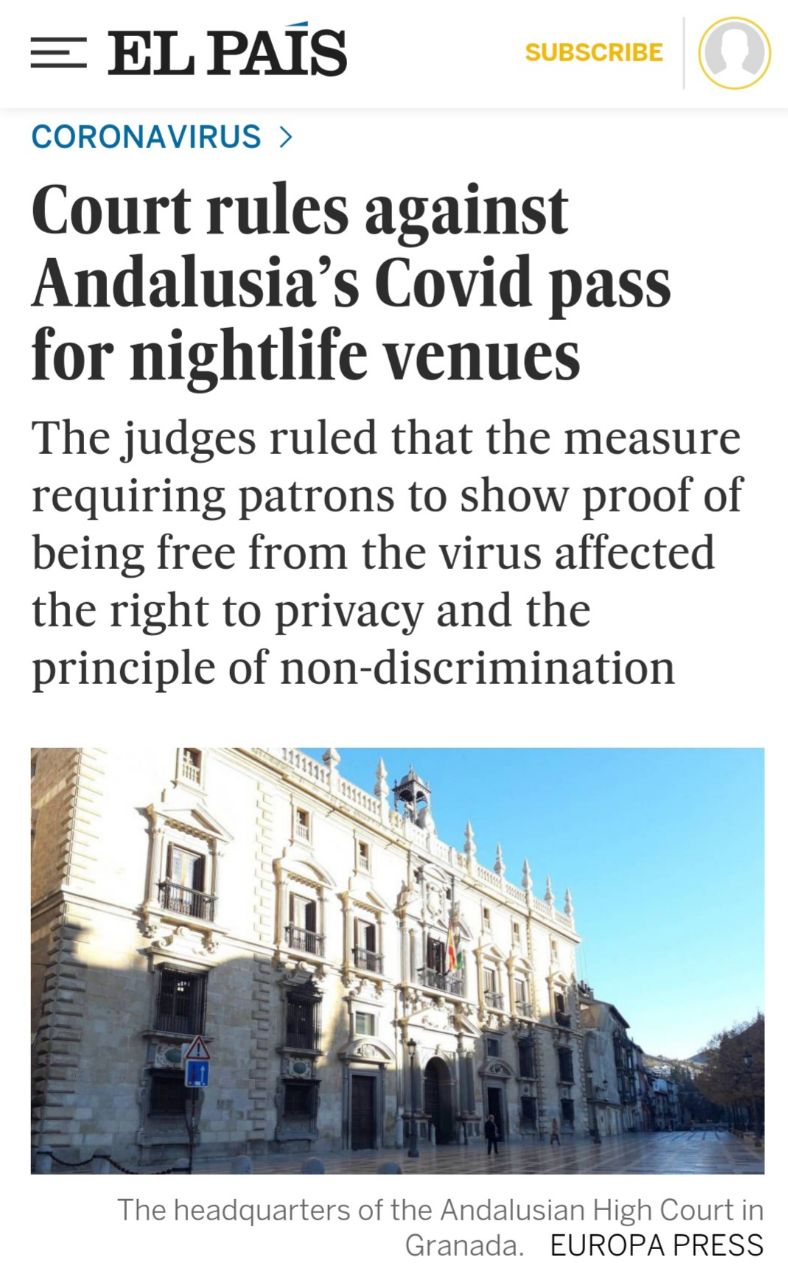 EL PAÍS
SUBSCRIBE
CORONAVIRUS >
Court rules against
Andalusia’s Covid pass
for nightlife venues
The judges ruled that the measure
requiring patrons to show proof of
being free from the virus affected
the right to privacy and the
principle of non-discrimination
The headquarters of the Andalusian High Court in
Granada. EUROPA PRESS